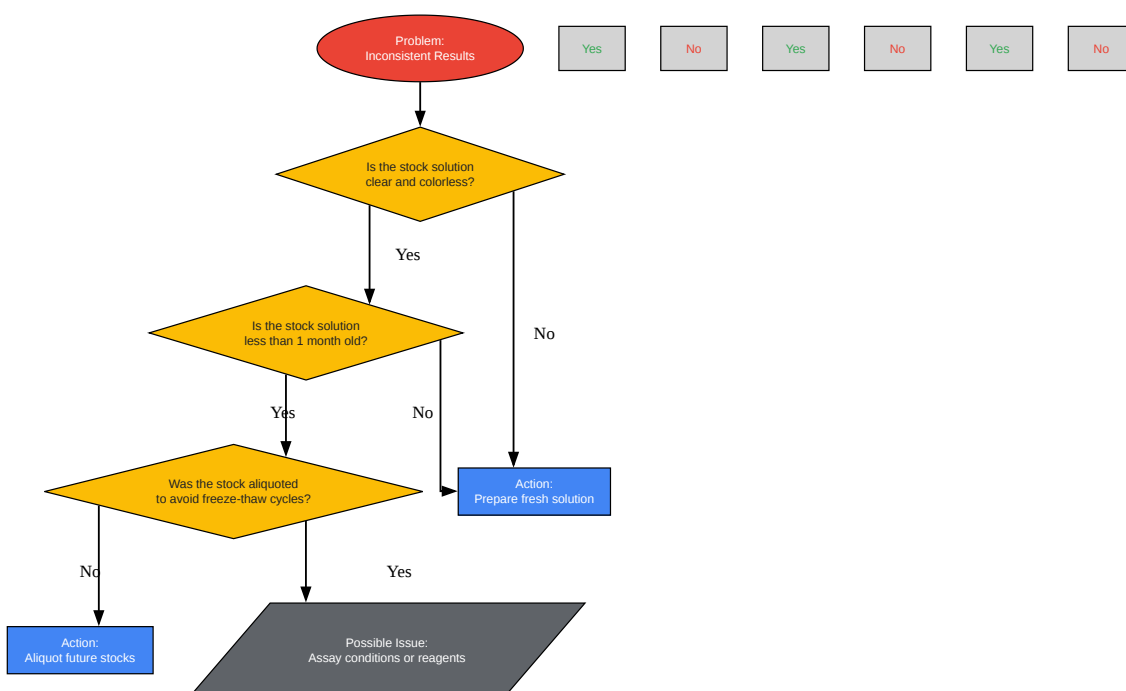 Problem:
Inconsistent Results
Yes
No
Yes
No
Yes
No
Is the stock solution
clear and colorless?
Yes
Is the stock solution
less than 1 month old?
No
Yes
No
Was the stock aliquoted
to avoid freeze-thaw cycles?
Action:
Prepare fresh solution
No
Yes
Action:
Aliquot future stocks
Possible Issue:
Assay conditions or reagents